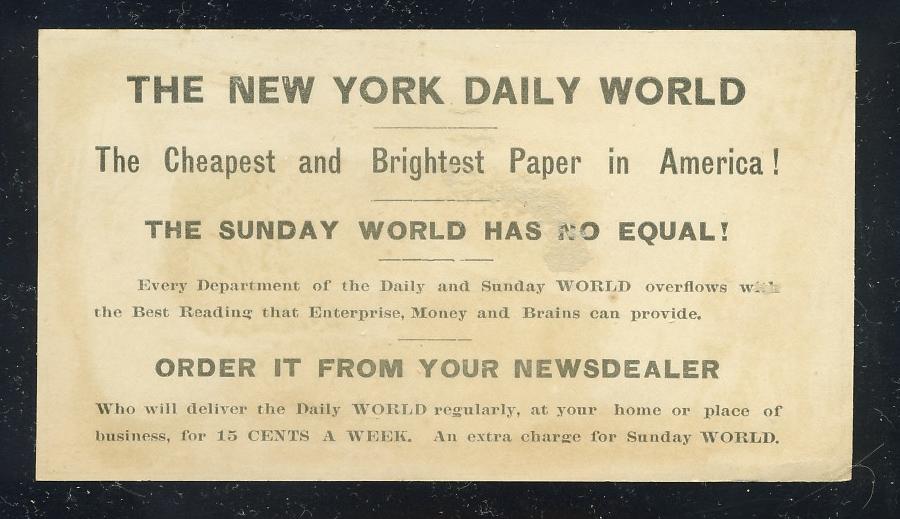 THE NEW YORK DAILY WORLD
The Cheapest and Brightest Paper in America!
THE SUNDAY WORLD HAS NO EQUAL!
Every Department of the Daily and Sunday WORLD overflows with
the Best Reading that Enterprise, Money and Brains can provide.
ORDER IT FROM YOUR NEWSDEALER
Who will deliver the Daily WORLD regularly, at your home or place of
business, for 15 CENTS A WEEK. An extra charge for Sunday WORLD.